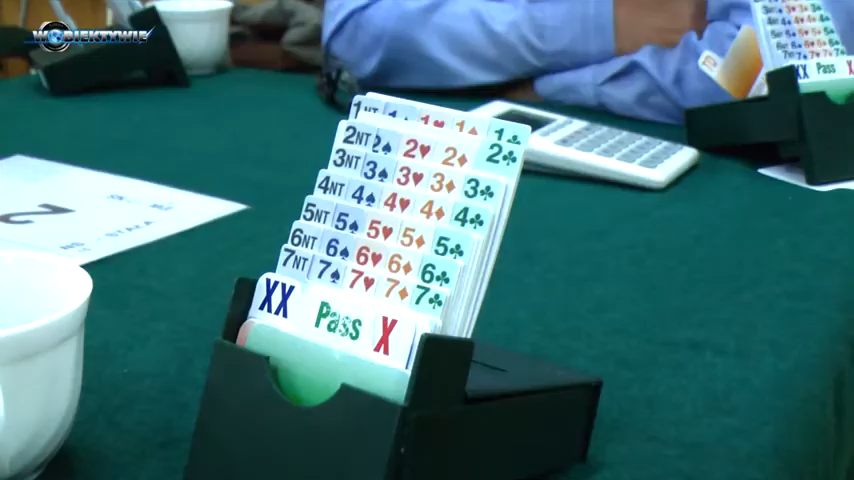 WOBIEKTYWIE
1NT 1♠ 1♥ 1♦ 1♣
2NT 2♠ 2♥ 2♦ 2♣
3NT 3♠ 3♥ 3♦ 3♣
4NT 4♠ 4♥ 4♦ 4♣
5NT 5♠ 5♥ 5♦ 5♣
6NT 6♠ 6♥ 6♦ 6♣
7NT 7♠ 7♥ 7♦ 7♣
XX Pass X
2
XX Pass X